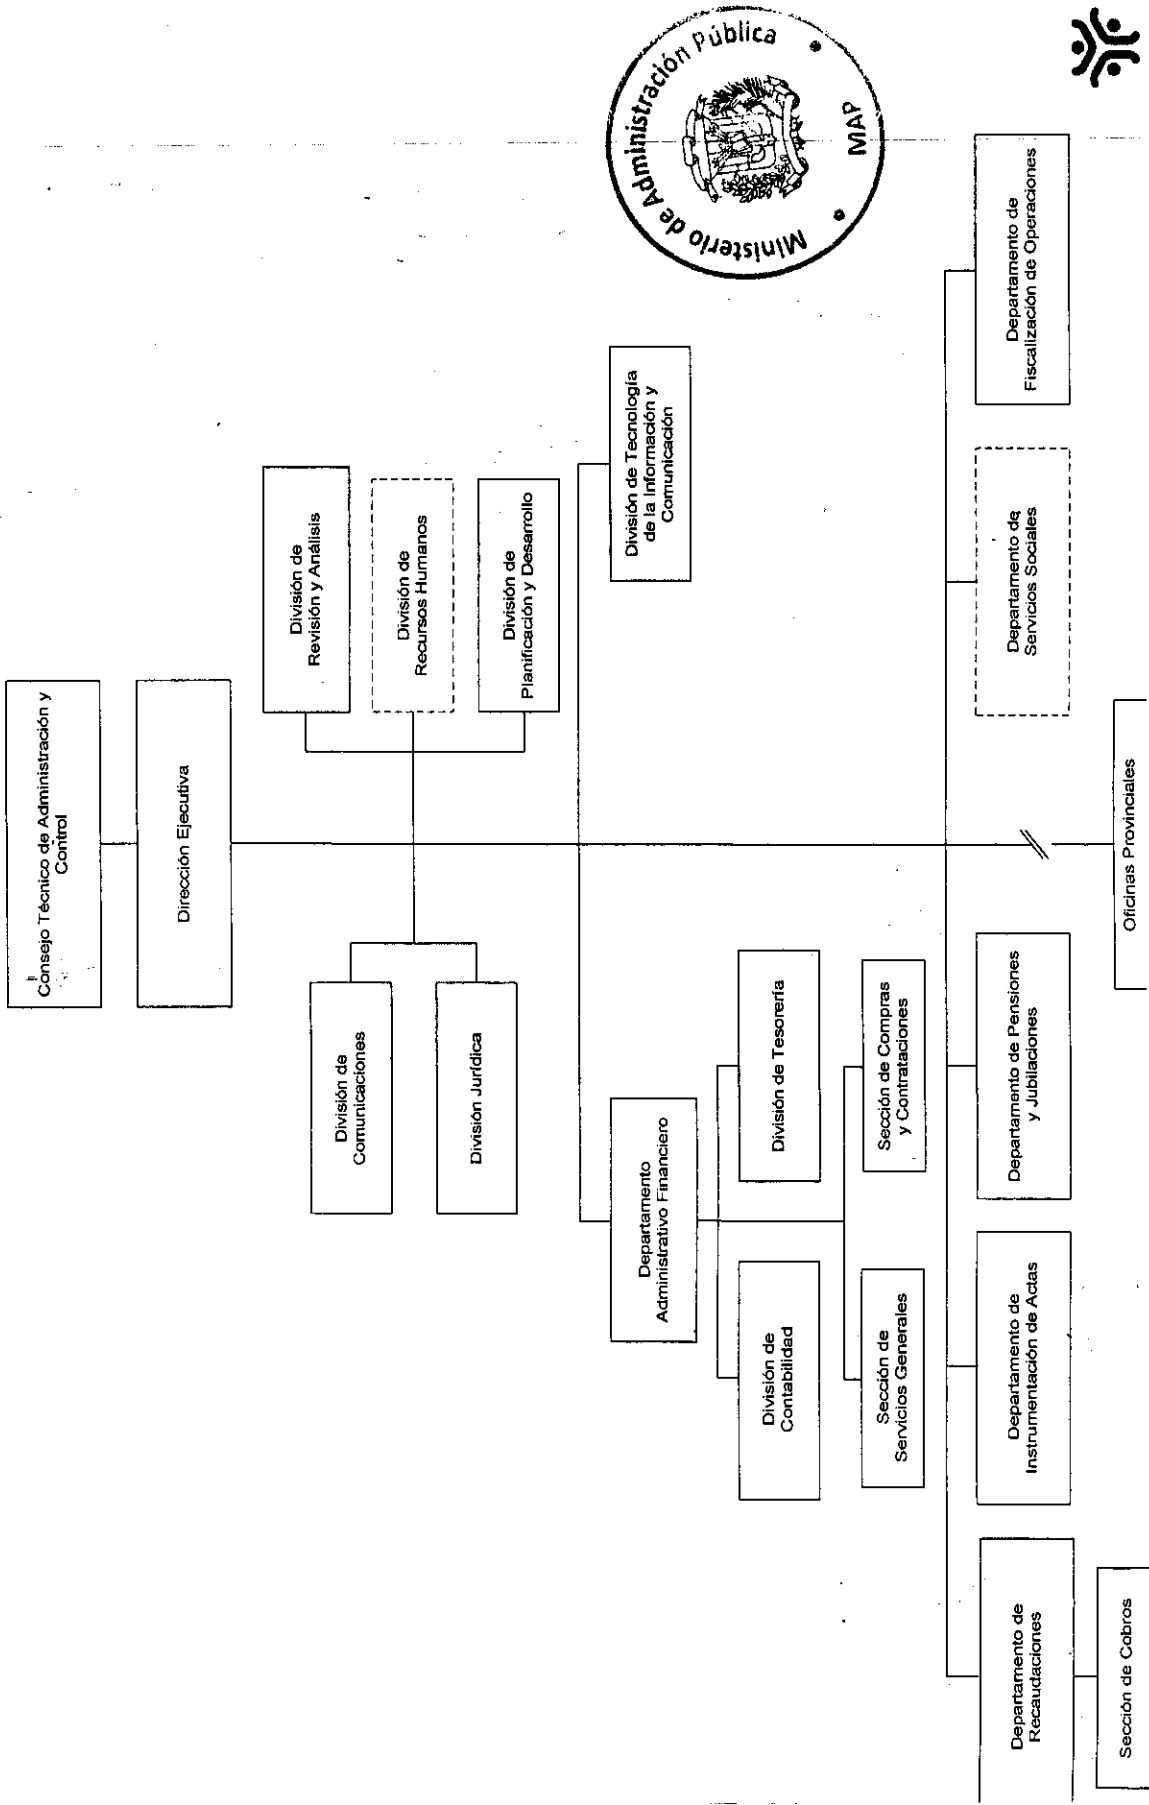 Consejo Técnico de Administración y
Control
Dirección Ejecutiva
División de
Comunicaciones
División Jurídica
División de
Revisión y Análisis
División de
Recursos Humanos
División de
Planificación y Desarrollo
Departamento
Administrativo Financiero
División de Tecnología
de la Información y
Comunicación
División de
Contabilidad
División de Tesorería
Sección de
Servicios Generales
Sección de Compras
y Contrataciones
Departamento de
Recaudaciones
Departamento de
Instrumentación de Actas
Departamento de Pensiones
y Jubilaciones
Departamento de
Servicios Sociales
Departamento de
Fiscalización de Operaciones
Sección de Cobros
Oficinas Provinciales
Ministerio de Administración Pública
MAP